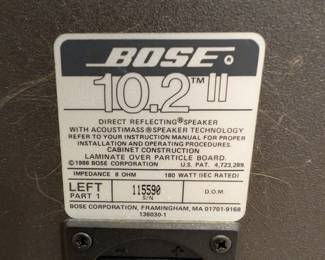 BOSE®
10.2™ II
DIRECT REFLECTING® SPEAKER
WITH ACOUSTIMASS® SPEAKER TECHNOLOGY
REFER TO YOUR INSTRUCTION MANUAL FOR PROPER
INSTALLATION AND OPERATING PROCEDURES.
CABINET CONSTRUCTION
LAMINATE OVER PARTICLE BOARD.
©1986 BOSE CORPORATION U.S. PAT. 4,723,289.
IMPEDANCE 8 OHM 180 WATT (IEC RATED)
LEFT 115590 D.O.M.
PART 1 S/N
BOSE CORPORATION, FRAMINGHAM, MA 01701-9168
136030-1